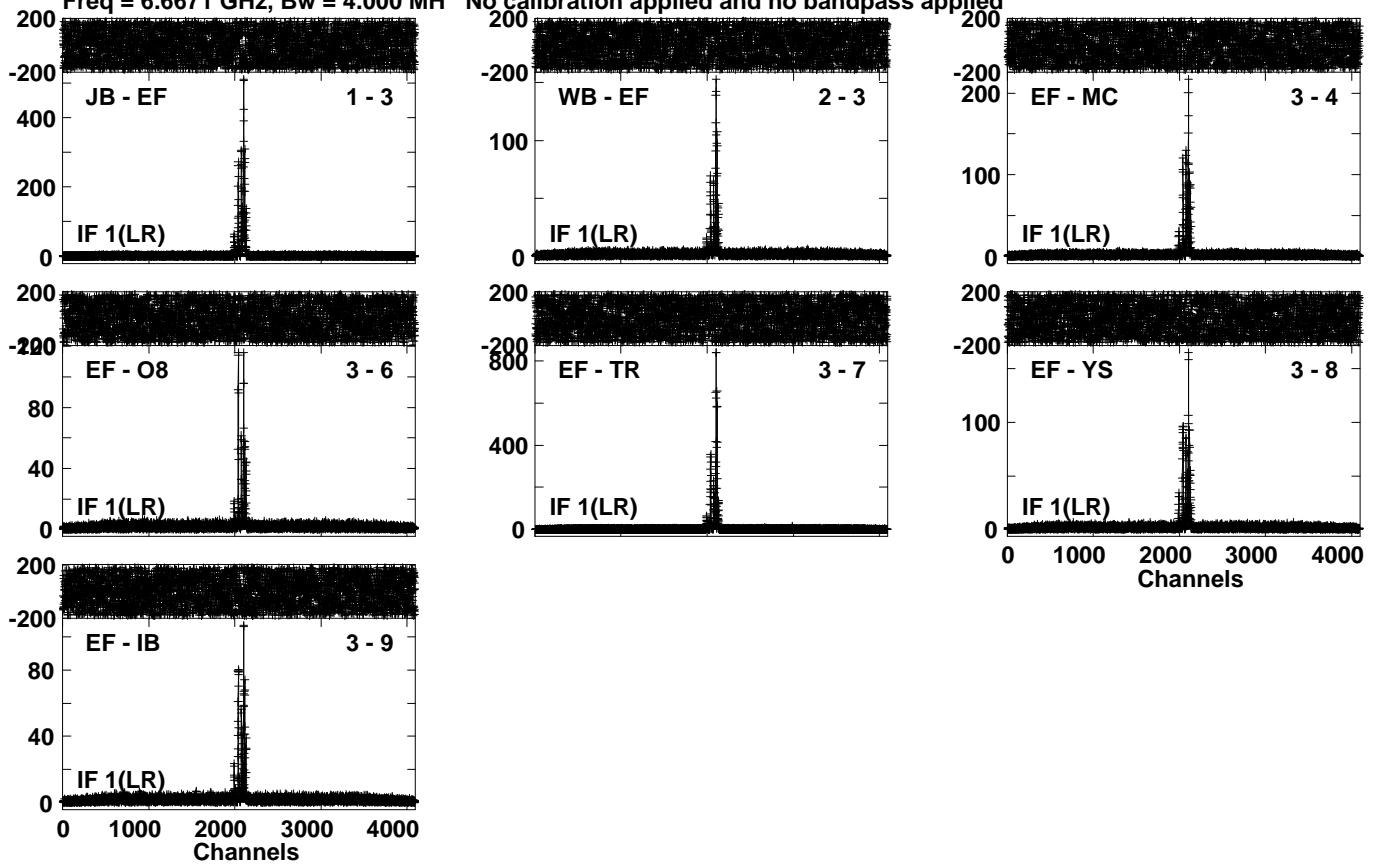 Freq = 6.6671 GHz, Bw = 4.000 MH No calibration applied and no bandpass applied
200 200 200
-200 -200 -200
JB - EF 1 - 3 WB - EF 2 - 3 EF - MC 3 - 4
400 100 200
200 100
IF 1(LR) IF 1(LR) IF 1(LR)
0 0 0
200 200 200
-200 -200 -200
EF - O8 3 - 6 EF - TR 3 - 7 EF - YS 3 - 8
800
80 400 100
40
IF 1(LR) IF 1(LR) IF 1(LR)
0 0 0
0 1000 2000 3000 4000
Channels
200
-200
EF - IB 3 - 9
80
40
IF 1(LR)
0
0 1000 2000 3000 4000
Channels